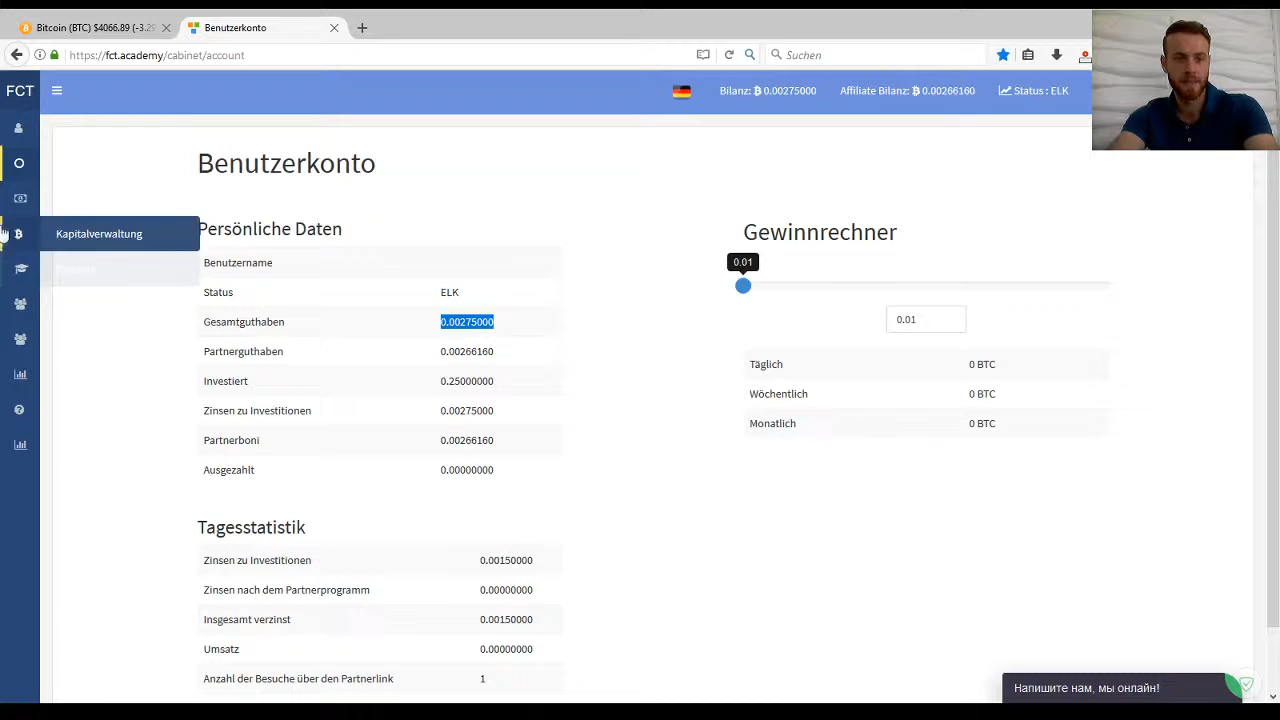 Bitcoin (BTC) $4066.89 (-3.29
Benutzerkonto
https://fct.academy/cabinet/account
Suchen
FCT
Bilanz: ₿ 0.00275000
Affiliate Bilanz: ₿ 0.00266160
Status : ELK
Benutzerkonto
Kapitalverwaltung
Persönliche Daten
Benutzername
Status ELK
Gesamtguthaben 0.00275000
Partnerguthaben 0.00266160
Investiert 0.25000000
Zinsen zu Investitionen 0.00275000
Partnerboni 0.00266160
Ausgezahlt 0.00000000
Gewinnrechner
0.01
0.01
Täglich 0 BTC
Wöchentlich 0 BTC
Monatlich 0 BTC
Tagesstatistik
Zinsen zu Investitionen 0.00150000
Zinsen nach dem Partnerprogramm 0.00000000
Insgesamt verzinst 0.00150000
Umsatz 0.00000000
Anzahl der Besuche über den Partnerlink 1
Напишите нам, мы онлайн!